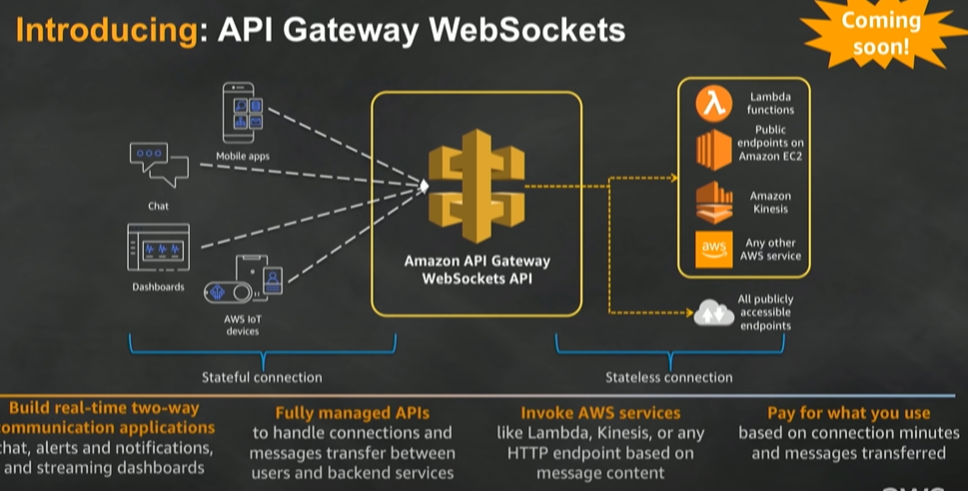 Introducing: API Gateway WebSockets
Coming
soon!
Mobile apps
Chat
Dashboards
AWS IoT
devices
Amazon API Gateway
WebSockets API
Lambda
functions
Public
endpoints on
Amazon EC2
Amazon
Kinesis
aws
Any other
AWS service
All publicly
accessible
endpoints
Stateful connection
Stateless connection
Build real-time two-way
ommunication applications
hat, alerts and notifications,
and streaming dashboards
Fully managed APIs
to handle connections and
messages transfer between
users and backend services
Invoke AWS services
like Lambda, Kinesis, or any
HTTP endpoint based on
message content
Pay for what you use
based on connection minutes
and messages transferred
aws